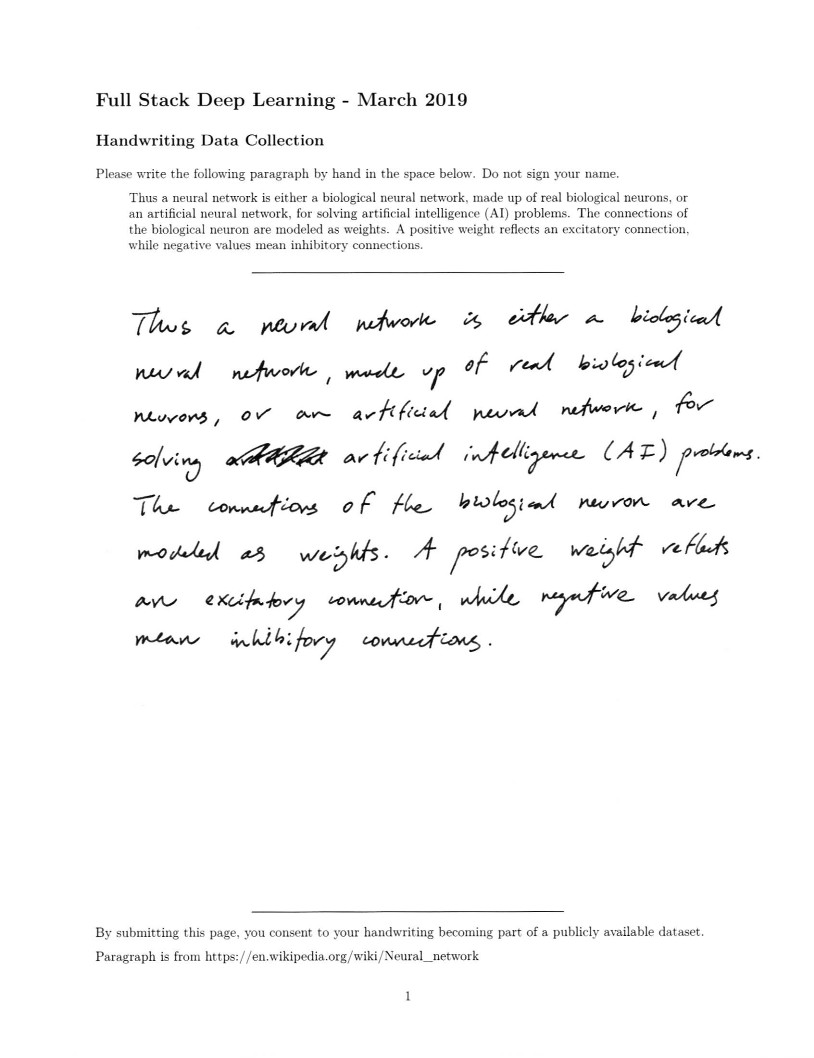 Full Stack Deep Learning - March 2019
Handwriting Data Collection
Please write the following paragraph by hand in the space below. Do not sign your name.
Thus a neural network is either a biological neural network, made up of real biological neurons, or
an artificial neural network, for solving artificial intelligence (AI) problems. The connections of
the biological neuron are modeled as weights. A positive weight reflects an excitatory connection,
while negative values mean inhibitory connections.
Thus a neural network is either a biological
neural network, made up of real biological
neurons, or an artificial neural network, for
solving artificial intelligence (AI) problems.
The connections of the biological neuron are
modeled as weights. A positive weight reflects
an excitatory connection, while negative values
mean inhibitory connections.
By submitting this page, you consent to your handwriting becoming part of a publicly available dataset.
Paragraph is from https://en.wikipedia.org/wiki/Neural_network
1